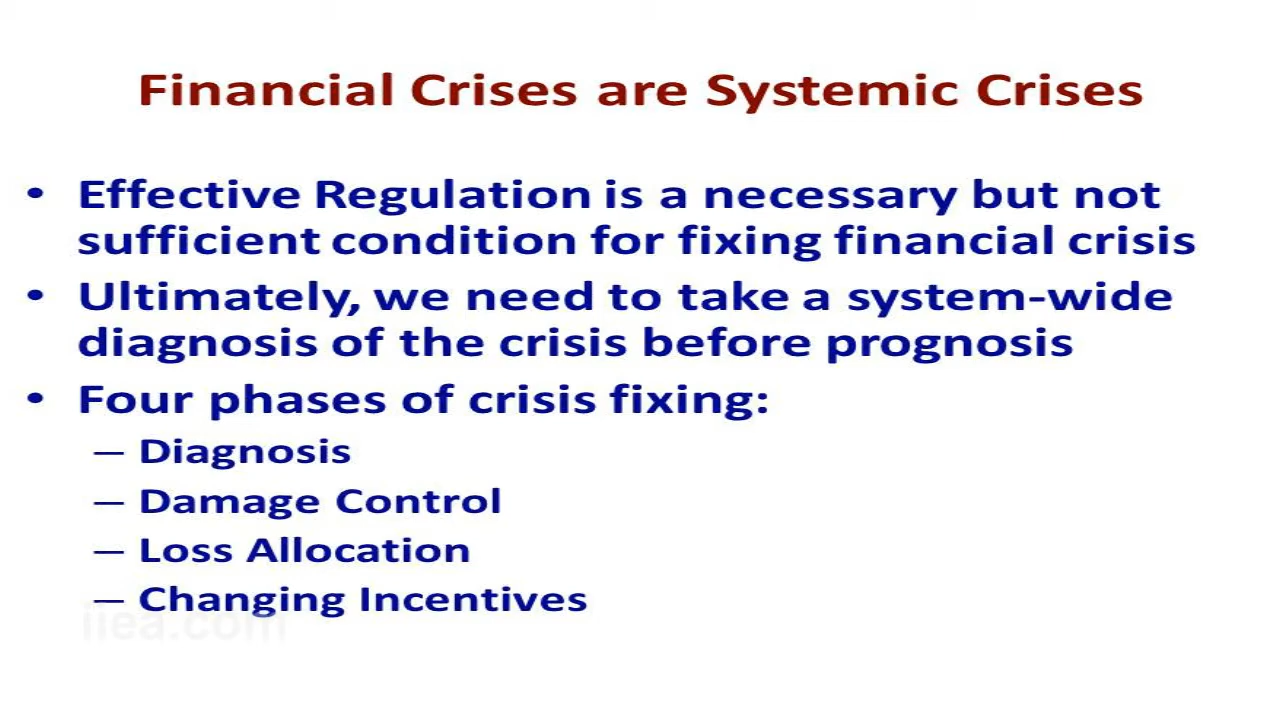 Financial Crises are Systemic Crises
• Effective Regulation is a necessary but not
sufficient condition for fixing financial crisis
• Ultimately, we need to take a system-wide
diagnosis of the crisis before prognosis
• Four phases of crisis fixing:
– Diagnosis
– Damage Control
– Loss Allocation
– Changing Incentives
iiea.com